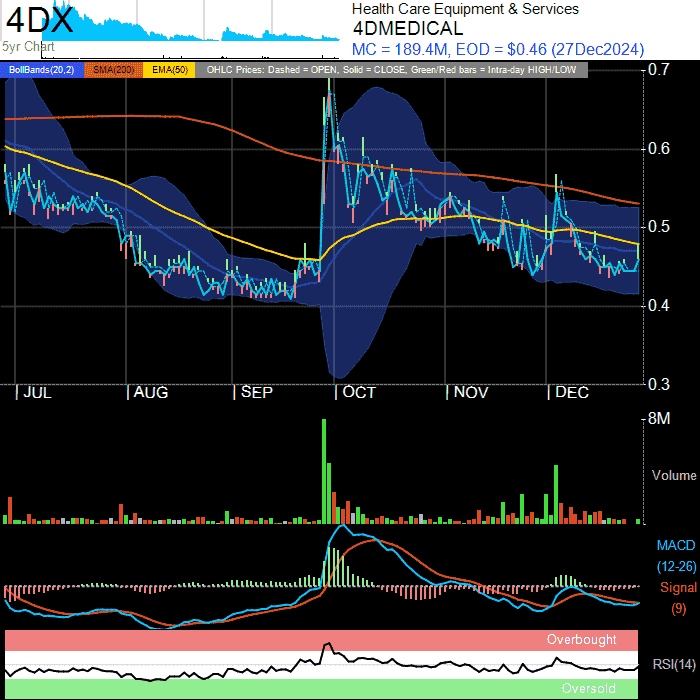 4DX
5yr Chart
Health Care Equipment & Services
4DMEDICAL
MC = 189.4M, EOD = $0.46 (27Dec2024)
BollBands(20,2) SMA(200) EMA(50) OHLC Prices: Dashed = OPEN, Solid = CLOSE, Green/Red bars = Intra-day HIGH/LOW
0.7
0.6
0.5
0.4
0.3
JUL AUG SEP OCT NOV DEC
8M
Volume
MACD
(12-26)
Signal
(9)
Overbought
RSI(14)
Oversold